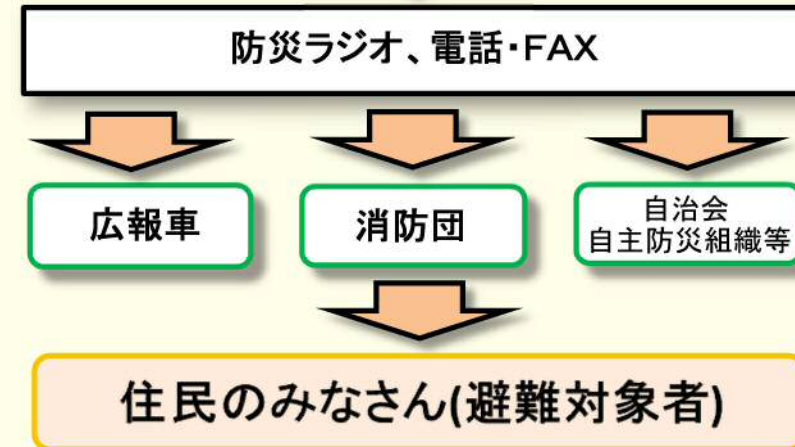 防災ラジオ、電話・FAX
広報車
消防団
自治会
自主防災組織等
住民のみなさん(避難対象者)